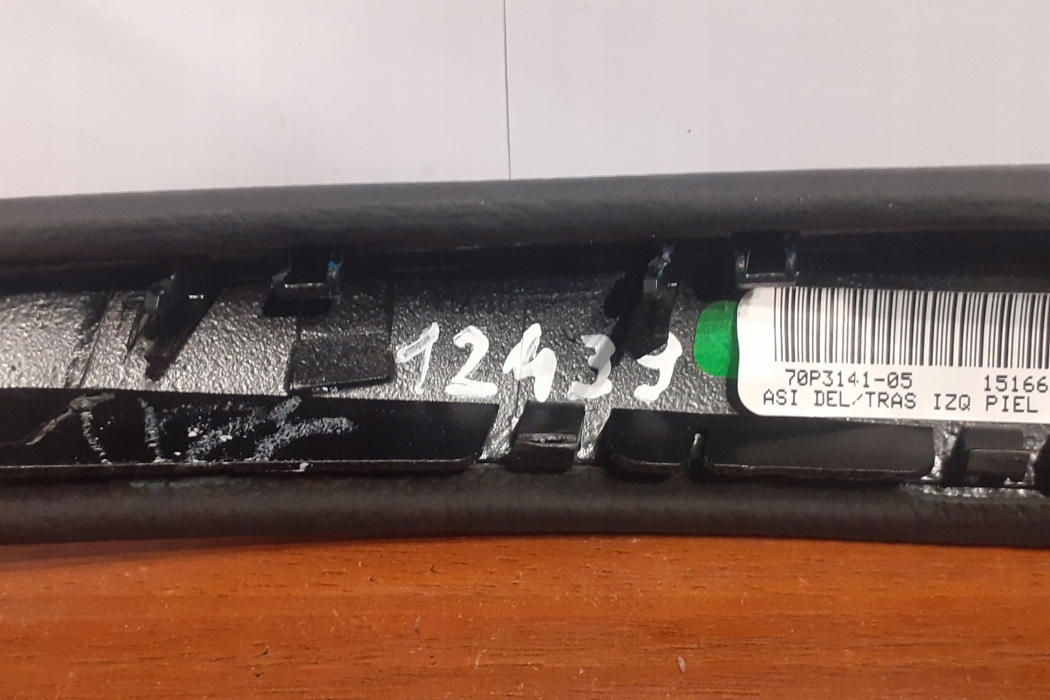 12439
70P3141-05 15166
ASI DEL/TRAS IZQ PIEL